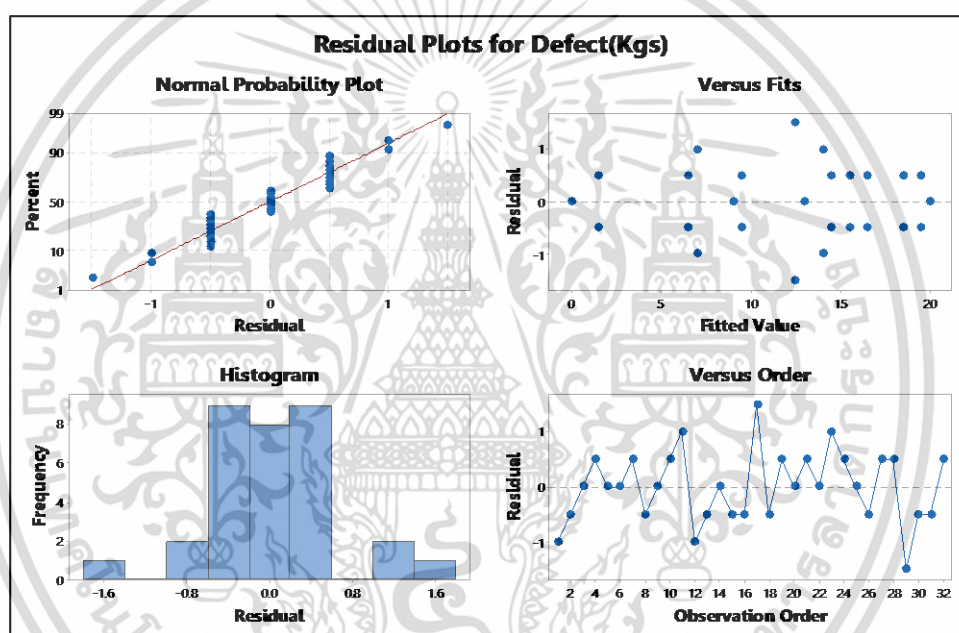 Residual Plots for Defect(Kgs)
Normal Probability Plot
99
90
50
10
1
Percent
-1
0
1
Residual
Versus Fits
1
0
-1
Residual
0
5
10
15
20
Fitted Value
Histogram
8
6
4
2
0
Frequency
-1.6
-0.8
0.0
0.8
1.6
Residual
Versus Order
1
0
-1
Residual
2 4 6 8 10 12 14 16 18 20 22 24 26 28 30 32
Observation Order